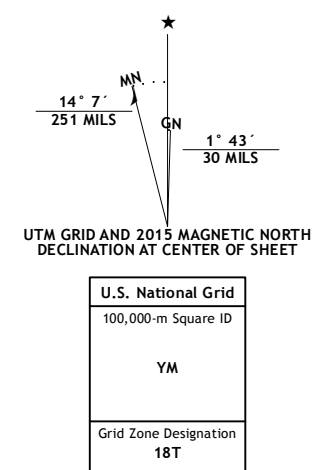 ★
MN
14° 7´
251 MILS
GN
1° 43´
30 MILS
UTM GRID AND 2015 MAGNETIC NORTH
DECLINATION AT CENTER OF SHEET
U.S. National Grid
100,000-m Square ID
YM
Grid Zone Designation
18T